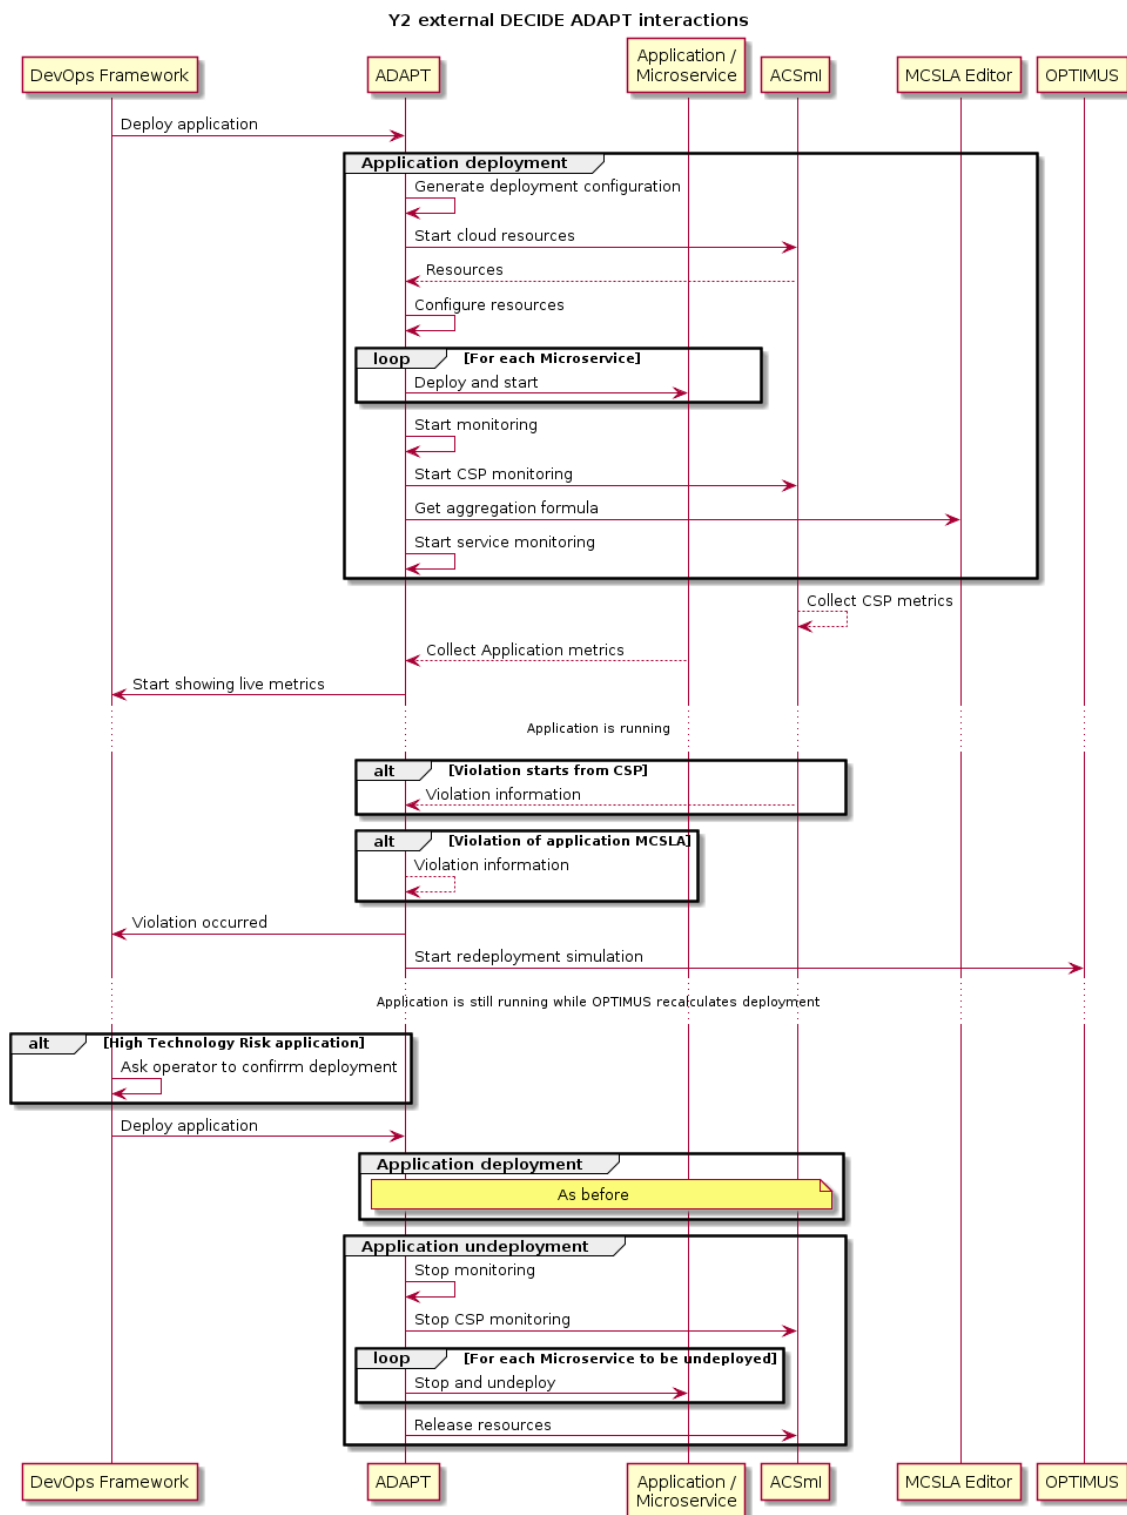 Y2 external DECIDE ADAPT interactions
DevOps Framework
ADAPT
Application /
Microservice
ACSmI
MCSLA Editor
OPTIMUS
Deploy application
Application deployment
Generate deployment configuration
Start cloud resources
Resources
Configure resources
loop [For each Microservice]
Deploy and start
Start monitoring
Start CSP monitoring
Get aggregation formula
Start service monitoring
Collect CSP metrics
Collect Application metrics
Start showing live metrics
Application is running
alt [Violation starts from CSP]
Violation information
alt [Violation of application MCSLA]
Violation information
Violation occurred
Start redeployment simulation
Application is still running while OPTIMUS recalculates deployment
alt [High Technology Risk application]
Ask operator to confirrm deployment
Deploy application
Application deployment
As before
Application undeployment
Stop monitoring
Stop CSP monitoring
loop [For each Microservice to be undeployed]
Stop and undeploy
Release resources
DevOps Framework
ADAPT
Application /
Microservice
ACSmI
MCSLA Editor
OPTIMUS